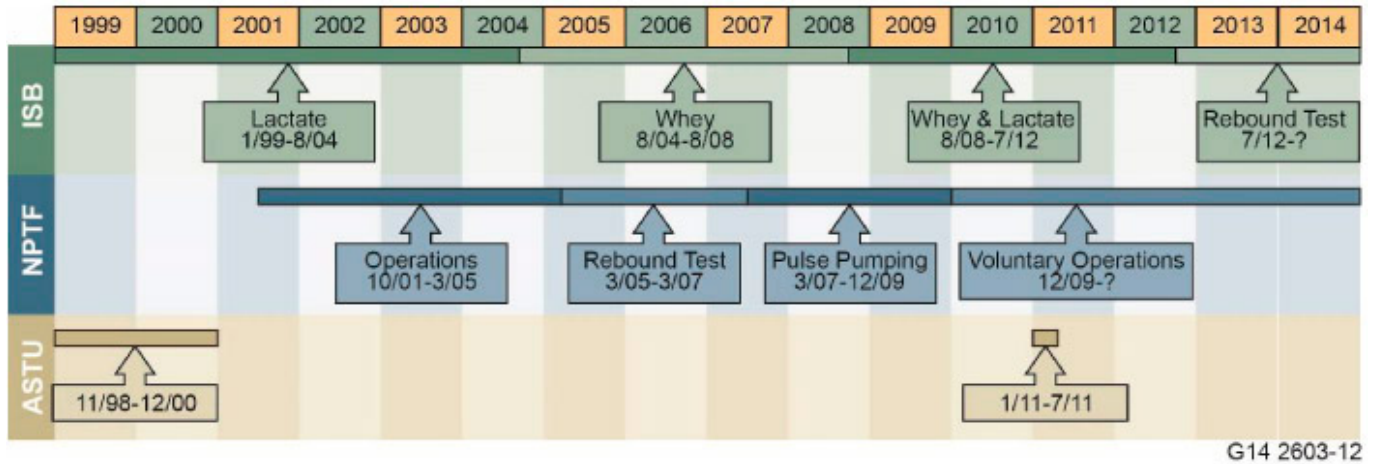 1999 2000 2001 2002 2003 2004 2005 2006 2007 2008 2009 2010 2011 2012 2013 2014
ISB
Lactate
1/99-8/04
Whey
8/04-8/08
Whey & Lactate
8/08-7/12
Rebound Test
7/12-?
NPTF
Operations
10/01-3/05
Rebound Test
3/05-3/07
Pulse Pumping
3/07-12/09
Voluntary Operations
12/09-?
ASTU
11/98-12/00
1/11-7/11
G14 2603-12